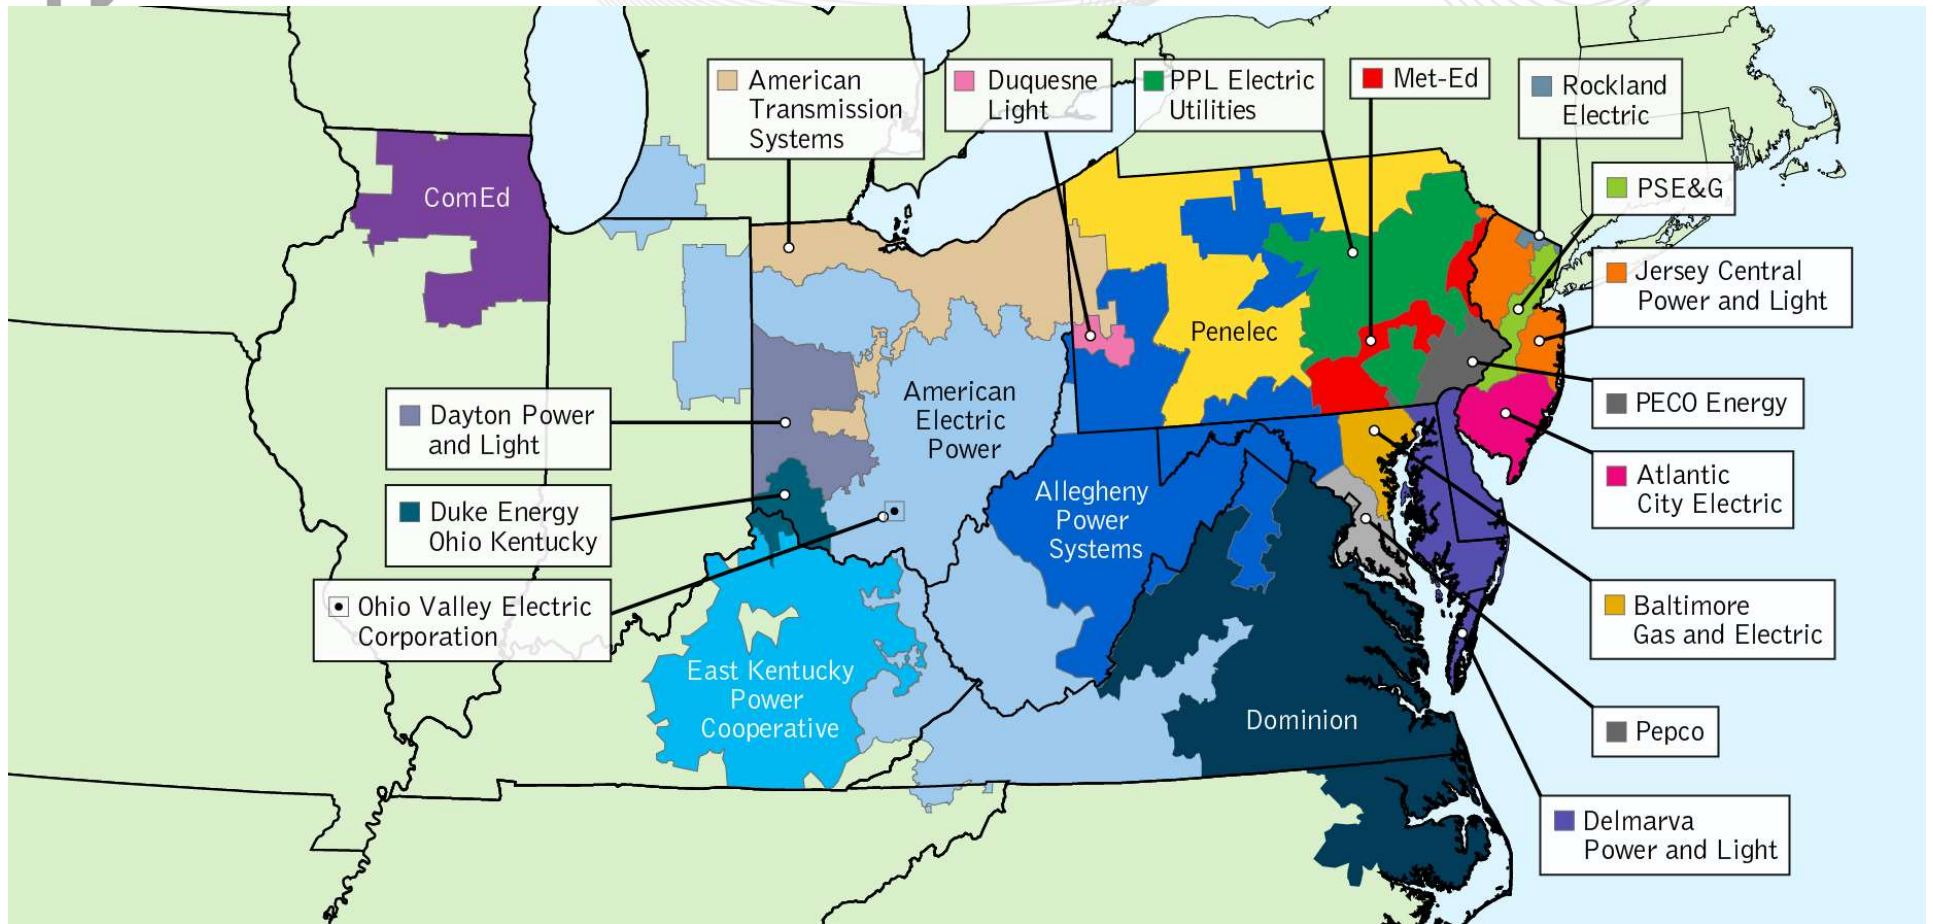 American
Transmission
Systems
Duquesne
Light
PPL Electric
Utilities
Met-Ed
Rockland
Electric
ComEd
PSE&G
Jersey Central
Power and Light
Penelec
Dayton Power
and Light
American
Electric
Power
PECO Energy
Atlantic
City Electric
Duke Energy
Ohio Kentucky
Allegheny
Power
Systems
Ohio Valley Electric
Corporation
Baltimore
Gas and Electric
East Kentucky
Power
Cooperative
Dominion
Pepco
Delmarva
Power and Light